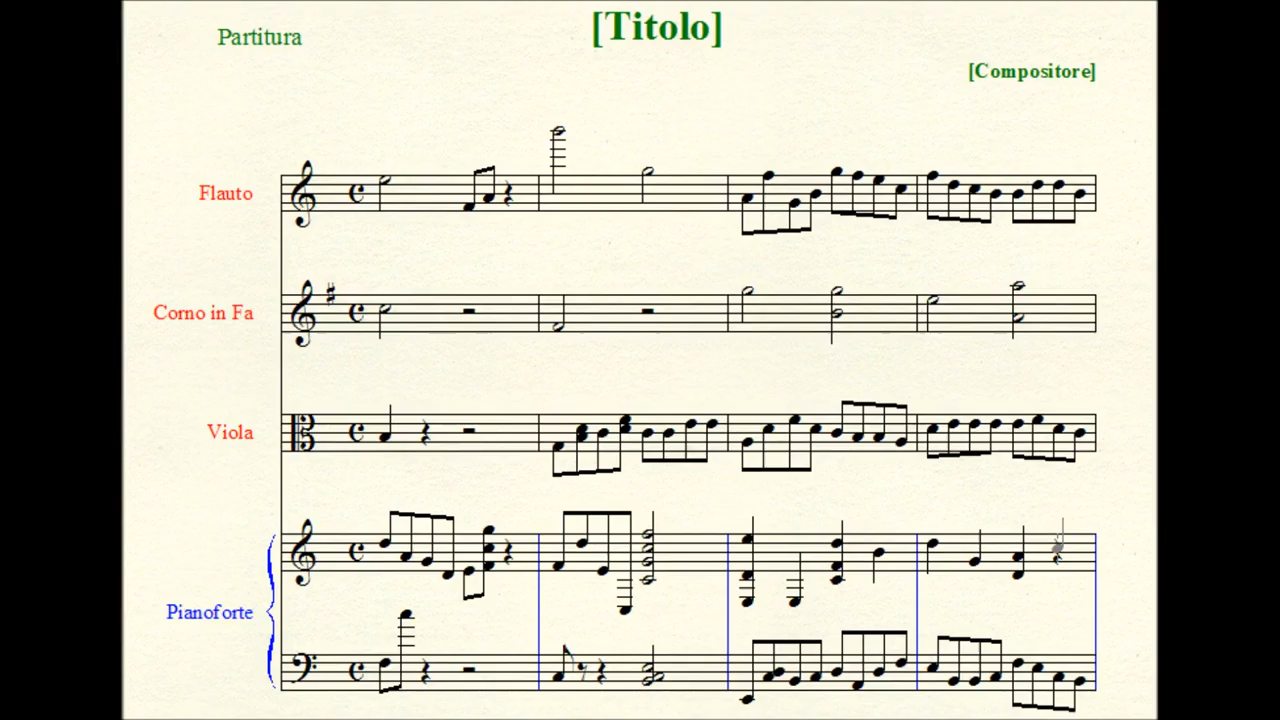 [Titolo]
Partitura
[Compositore]
Flauto
Corno in Fa
Viola
Pianoforte